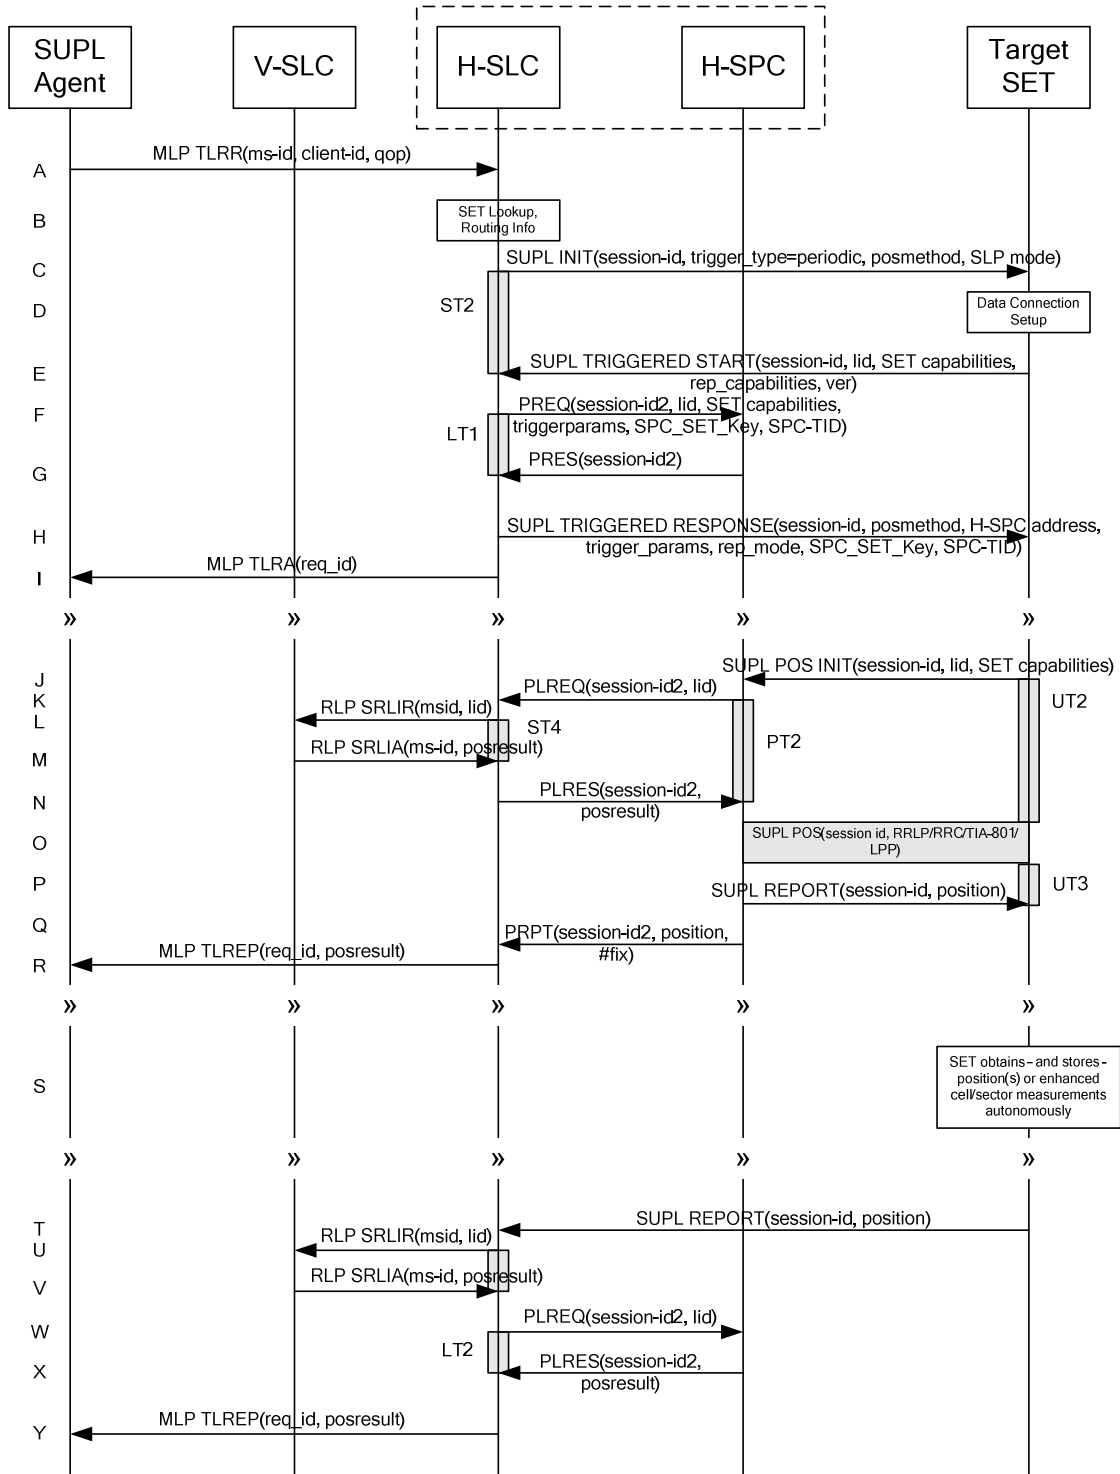 SUPL
Agent
V-SLC
H-SLC
H-SPC
Target
SET
A
MLP TLRR(ms-id, client-id, qop)
B
SET Lookup,
Routing Info
C
SUPL INIT(session-id, trigger_type=periodic, posmethod, SLP mode)
D
ST2
Data Connection
Setup
E
SUPL TRIGGERED START(session-id, lid, SET capabilities,
rep_capabilities, ver)
F
PREQ(session-id2, lid, SET capabilities,
triggerparams, SPC_SET_Key, SPC-TID)
LT1
G
PRES(session-id2)
H
SUPL TRIGGERED RESPONSE(session-id, posmethod, H-SPC address,
trigger_params, rep_mode, SPC_SET_Key, SPC-TID)
I
MLP TLRA(req_id)
» » » » »
J
SUPL POS INIT(session-id, lid, SET capabilities)
K
PLREQ(session-id2, lid)
UT2
L
RLP SRLIR(msid, lid)
ST4
PT2
M
RLP SRLIA(ms-id, posresult)
N
PLRES(session-id2,
posresult)
O
SUPL POS(session id, RRLP/RRC/TIA-801/
LPP)
P
SUPL REPORT(session-id, position)
UT3
Q
PRPT(session-id2, position,
#fix)
R
MLP TLREP(req_id, posresult)
» » » » »
S
SET obtains – and stores -
position(s) or enhanced
cell/sector measurements
autonomously
» » » » »
T
SUPL REPORT(session-id, position)
U
RLP SRLIR(msid, lid)
V
RLP SRLIA(ms-id, posresult)
W
PLREQ(session-id2, lid)
LT2
X
PLRES(session-id2,
posresult)
Y
MLP TLREP(req_id, posresult)